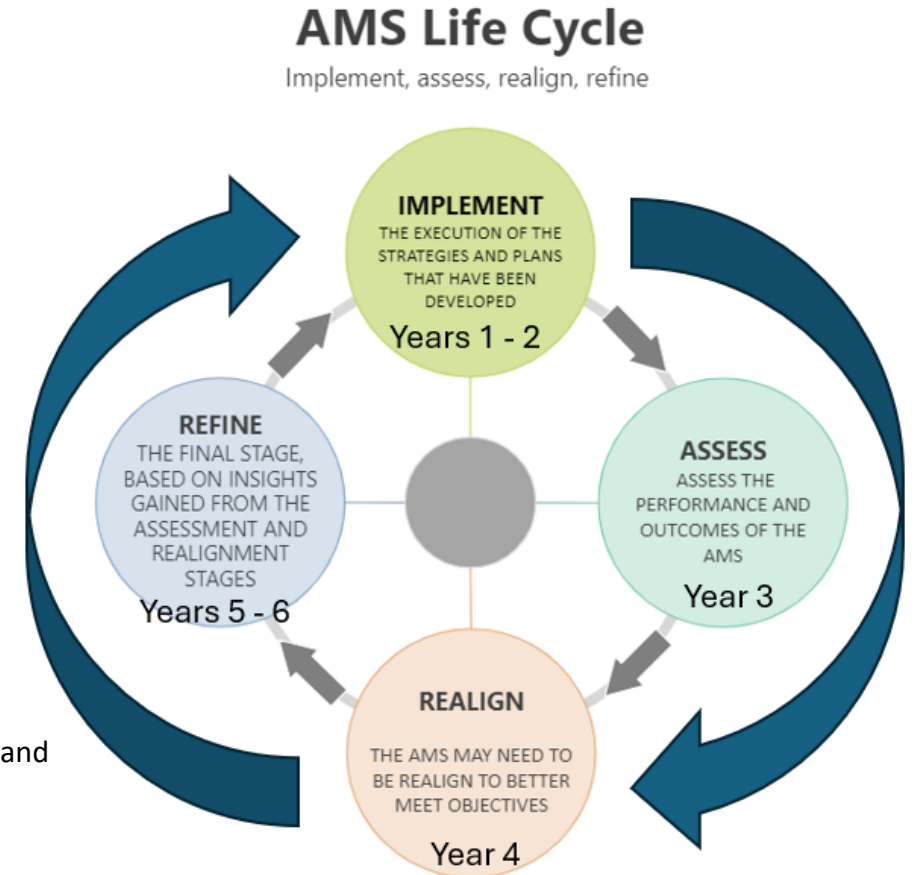 AMS Life Cycle
Implement, assess, realign, refine
IMPLEMENT
THE EXECUTION OF THE
STRATEGIES AND PLANS
THAT HAVE BEEN
DEVELOPED
Years 1 - 2
ASSESS
ASSESS THE
PERFORMANCE AND
OUTCOMES OF THE
AMS
Year 3
REALIGN
THE AMS MAY NEED TO
BE REALIGN TO BETTER
MEET OBJECTIVES
Year 4
REFINE
THE FINAL STAGE,
BASED ON INSIGHTS
GAINED FROM THE
ASSESSMENT AND
REALIGNMENT
STAGES
Years 5 - 6
and